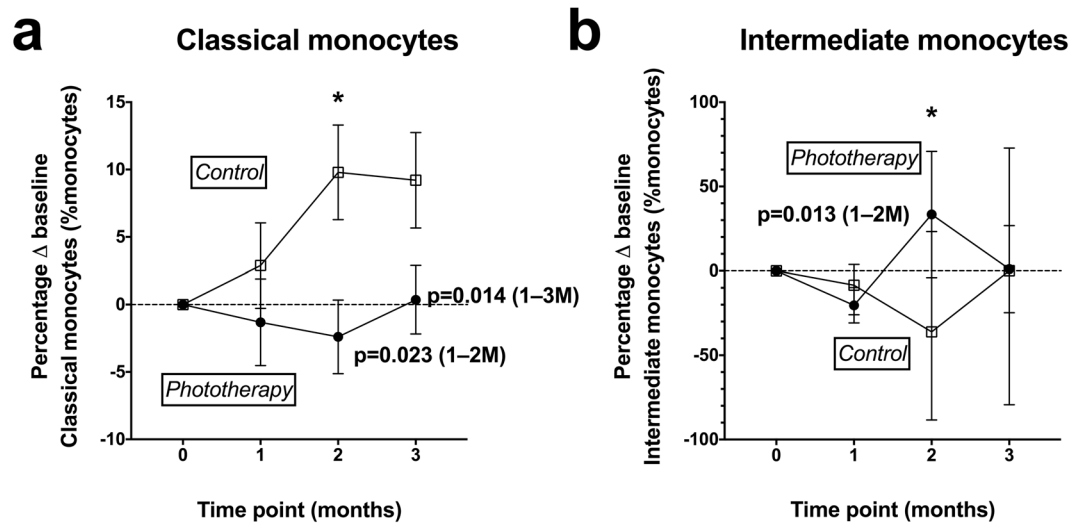 a
Classical monocytes
Percentage Δ baseline
Classical monocytes (%monocytes)
15
10
5
0
-5
-10
*
Control
p=0.014 (1–3M)
p=0.023 (1–2M)
Phototherapy
0 1 2 3
Time point (months)
b
Intermediate monocytes
Percentage Δ baseline
Intermediate monocytes (%monocytes)
100
50
0
-50
-100
*
Phototherapy
p=0.013 (1–2M)
Control
0 1 2 3
Time point (months)